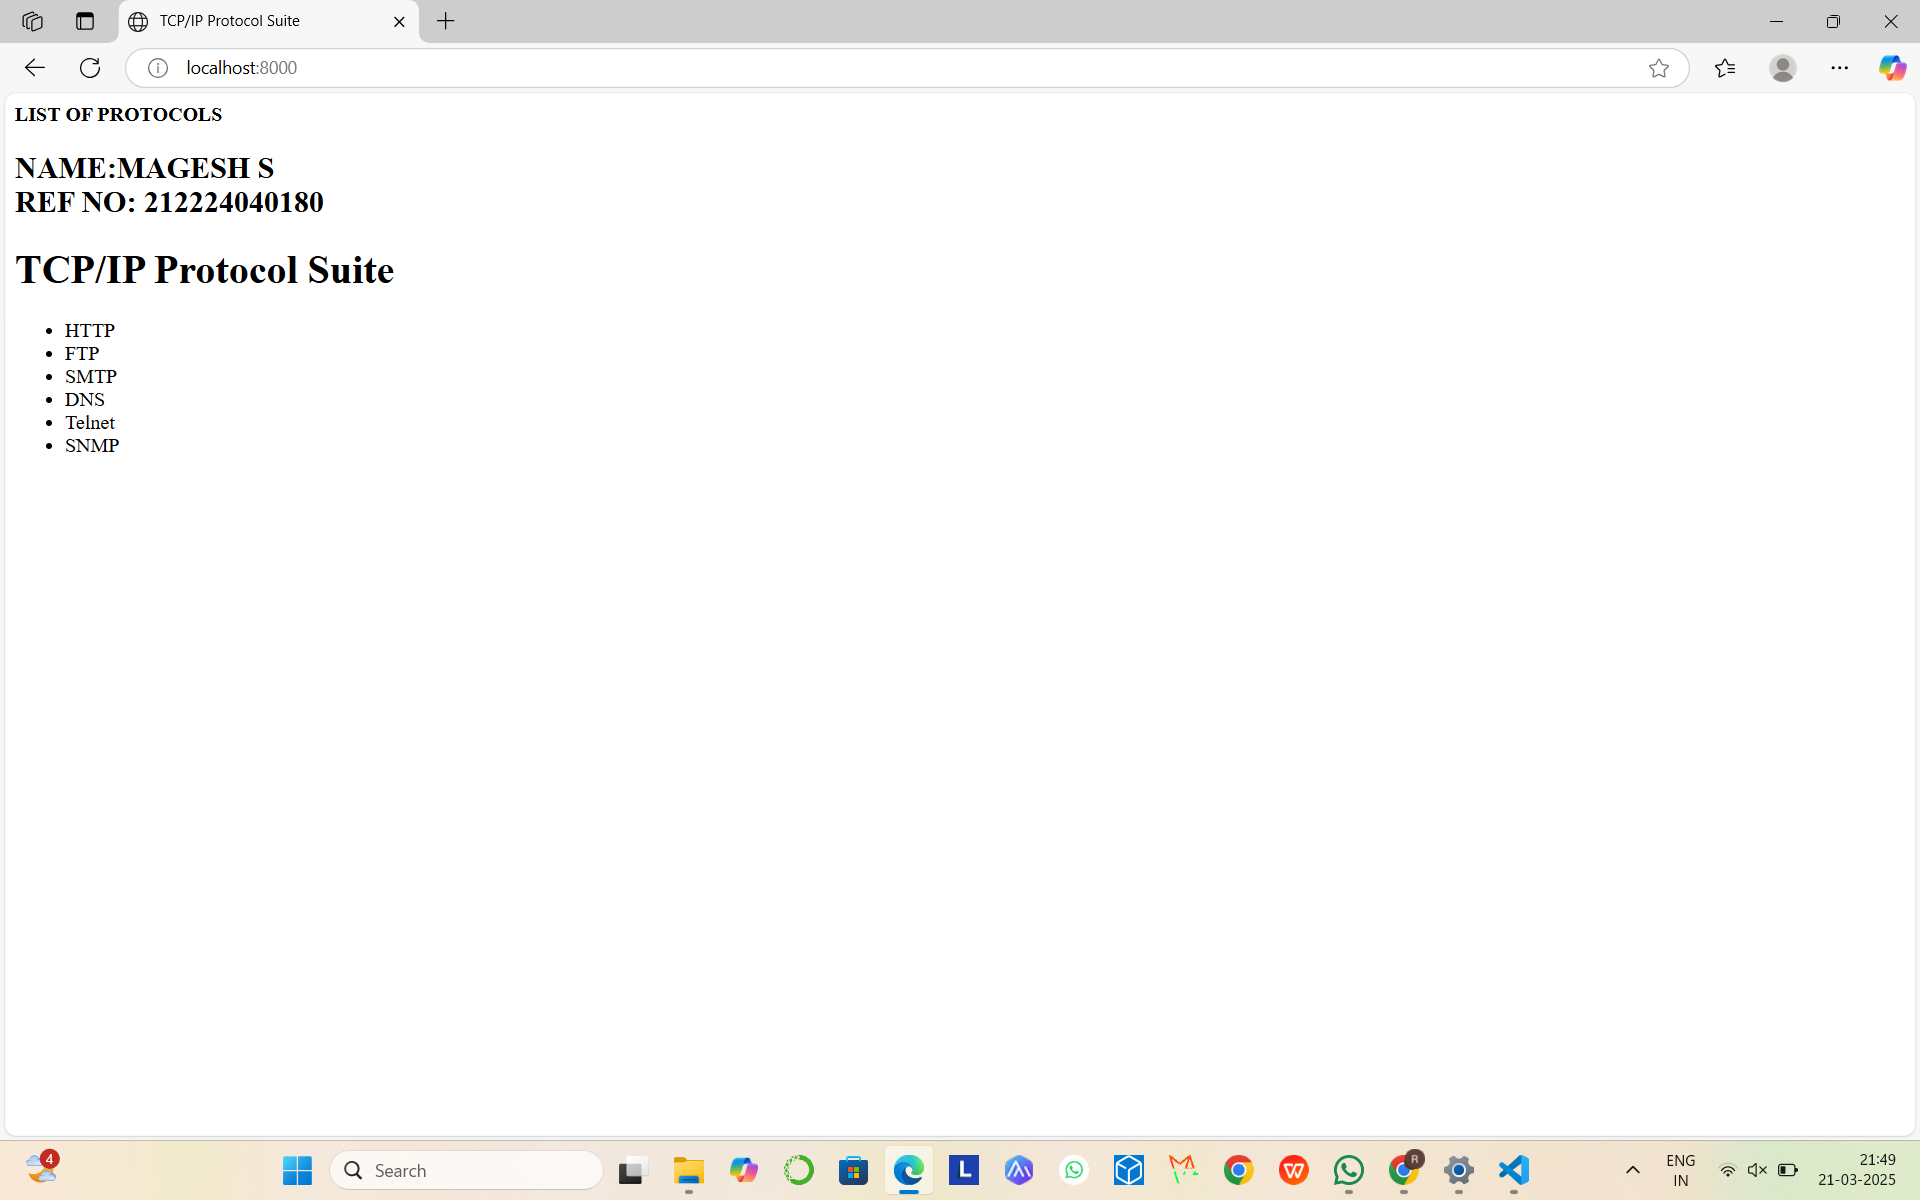 TCP/IP Protocol Suite
localhost:8000
LIST OF PROTOCOLS
NAME:MAGESH S
REF NO: 212224040180
TCP/IP Protocol Suite
HTTP
FTP
SMTP
DNS
Telnet
SNMP
4
Search
L
W
R
ENG
IN
21:49
21-03-2025